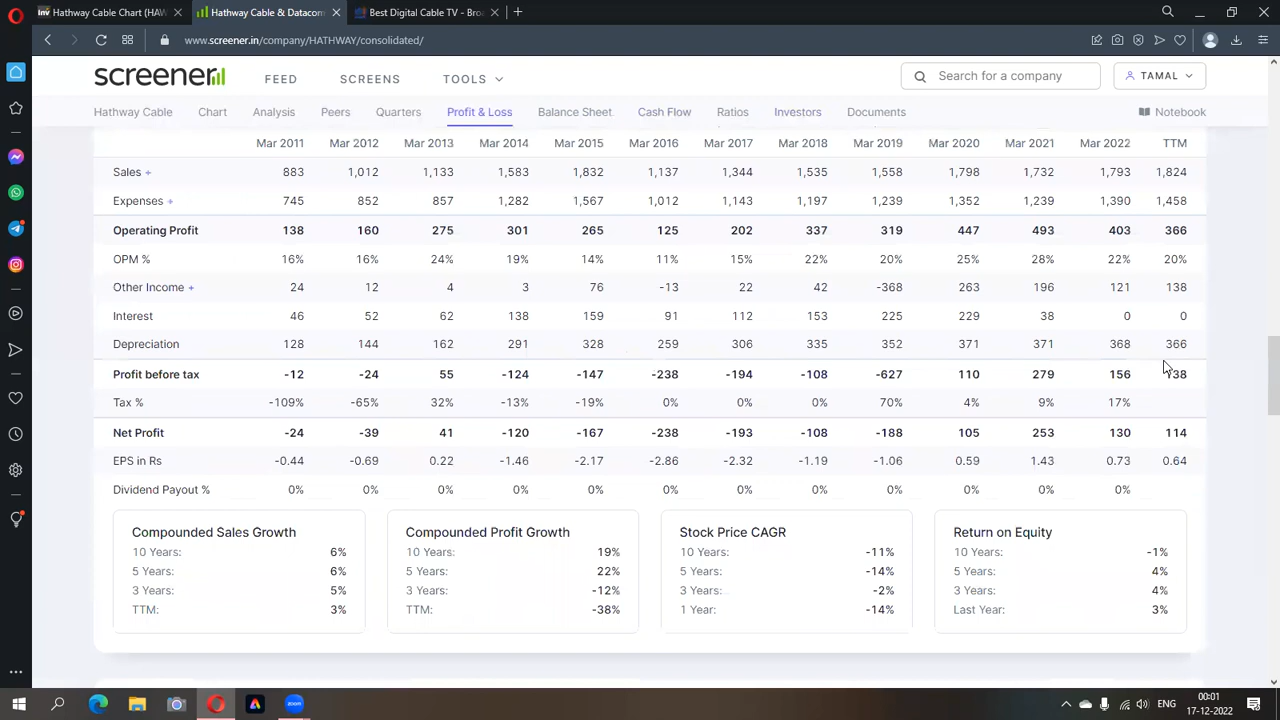 Hathway Cable Chart (HAW
Hathway Cable & Datacom
Best Digital Cable TV - Broa
www.screener.in/company/HATHWAY/consolidated/
screener
FEED SCREENS TOOLS
Search for a company
TAMAL
Hathway Cable Chart Analysis Peers Quarters Profit & Loss Balance Sheet Cash Flow Ratios Investors Documents Notebook
Mar 2011 Mar 2012 Mar 2013 Mar 2014 Mar 2015 Mar 2016 Mar 2017 Mar 2018 Mar 2019 Mar 2020 Mar 2021 Mar 2022 TTM
Sales + 883 1,012 1,133 1,583 1,832 1,137 1,344 1,535 1,558 1,798 1,732 1,793 1,824
Expenses + 745 852 857 1,282 1,567 1,012 1,143 1,197 1,239 1,352 1,239 1,390 1,458
Operating Profit 138 160 275 301 265 125 202 337 319 447 493 403 366
OPM % 16% 16% 24% 19% 14% 11% 15% 22% 20% 25% 28% 22% 20%
Other Income + 24 12 4 3 76 -13 22 42 -368 263 196 121 138
Interest 46 52 62 138 159 91 112 153 225 229 38 0 0
Depreciation 128 144 162 291 328 259 306 335 352 371 371 368 366
Profit before tax -12 -24 55 -124 -147 -238 -194 -108 -627 110 279 156 138
Tax % -109% -65% 32% -13% -19% 0% 0% 0% 70% 4% 9% 17%
Net Profit -24 -39 41 -120 -167 -238 -193 -108 -188 105 253 130 114
EPS in Rs -0.44 -0.69 0.22 -1.46 -2.17 -2.86 -2.32 -1.19 -1.06 0.59 1.43 0.73 0.64
Dividend Payout % 0% 0% 0% 0% 0% 0% 0% 0% 0% 0% 0% 0%
Compounded Sales Growth
10 Years: 6%
5 Years: 6%
3 Years: 5%
TTM: 3%
Compounded Profit Growth
10 Years: 19%
5 Years: 22%
3 Years: -12%
TTM: -38%
Stock Price CAGR
10 Years: -11%
5 Years: -14%
3 Years: -2%
1 Year: -14%
Return on Equity
10 Years: -1%
5 Years: 4%
3 Years: 4%
Last Year: 3%
zoom
00:01
17-12-2022